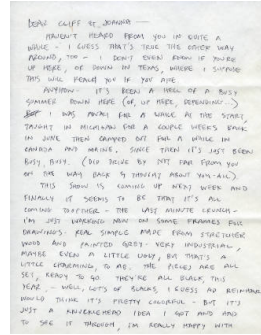 DEAR CLIFF ET JOANNA —
HAVEN'T HEARD FROM YOU IN QUITE A
WHILE — I GUESS THAT'S TRUE THE OTHER WAY
AROUND, TOO — I DON'T EVEN KNOW IF YOU'RE
UP HERE, OR DOWN IN TEXAS, WHERE I SUPPOSE
THIS WILL REACH YOU IF YOU ARE.
ANYHOW — IT'S BEEN A HELL OF A BUSY
SUMMER DOWN HERE (OR, UP HERE, DEPENDING...)
I WAS AWAY FOR A WHILE AT THE START,
TAUGHT IN MICHIGAN FOR A COUPLE WEEKS BACK
IN JUNE THEN CAMPED OUT FOR A WHILE IN
CANADA AND MAINE. SINCE THEN IT'S JUST BEEN
BUSY, BUSY. (DID DRIVE BY NOT FAR FROM YOU
ON THE WAY BACK & THOUGHT ABOUT YOU-ALL)
THIS SHOW IS COMING UP NEXT WEEK AND
FINALLY IT SEEMS TO BE THAT IT'S ALL
COMING TOGETHER — THE LAST MINUTE CRUNCH —
I'M JUST WORKING NOW ON SOME FRAMES FOR
DRAWINGS — REAL SIMPLE MADE FROM STRETCHER
WOOD AND PAINTED GREY — VERY INDUSTRIAL,
MAYBE EVEN A LITTLE UGLY, BUT THAT'S A
LITTLE CHARMING, TO ME. THE PIECES ARE ALL
SET, READY TO GO. THEY'RE ALL BLACK, THIS
YEAR — WELL, LOTS OF BLACKS, I GUESS AD REINHARDT
WOULD THINK IT'S PRETTY COLORFUL — BUT IT'S
JUST A KNUCKLEHEAD IDEA I GOT AND HAD
TO SEE IT THROUGH, I'M REALLY HAPPY WITH